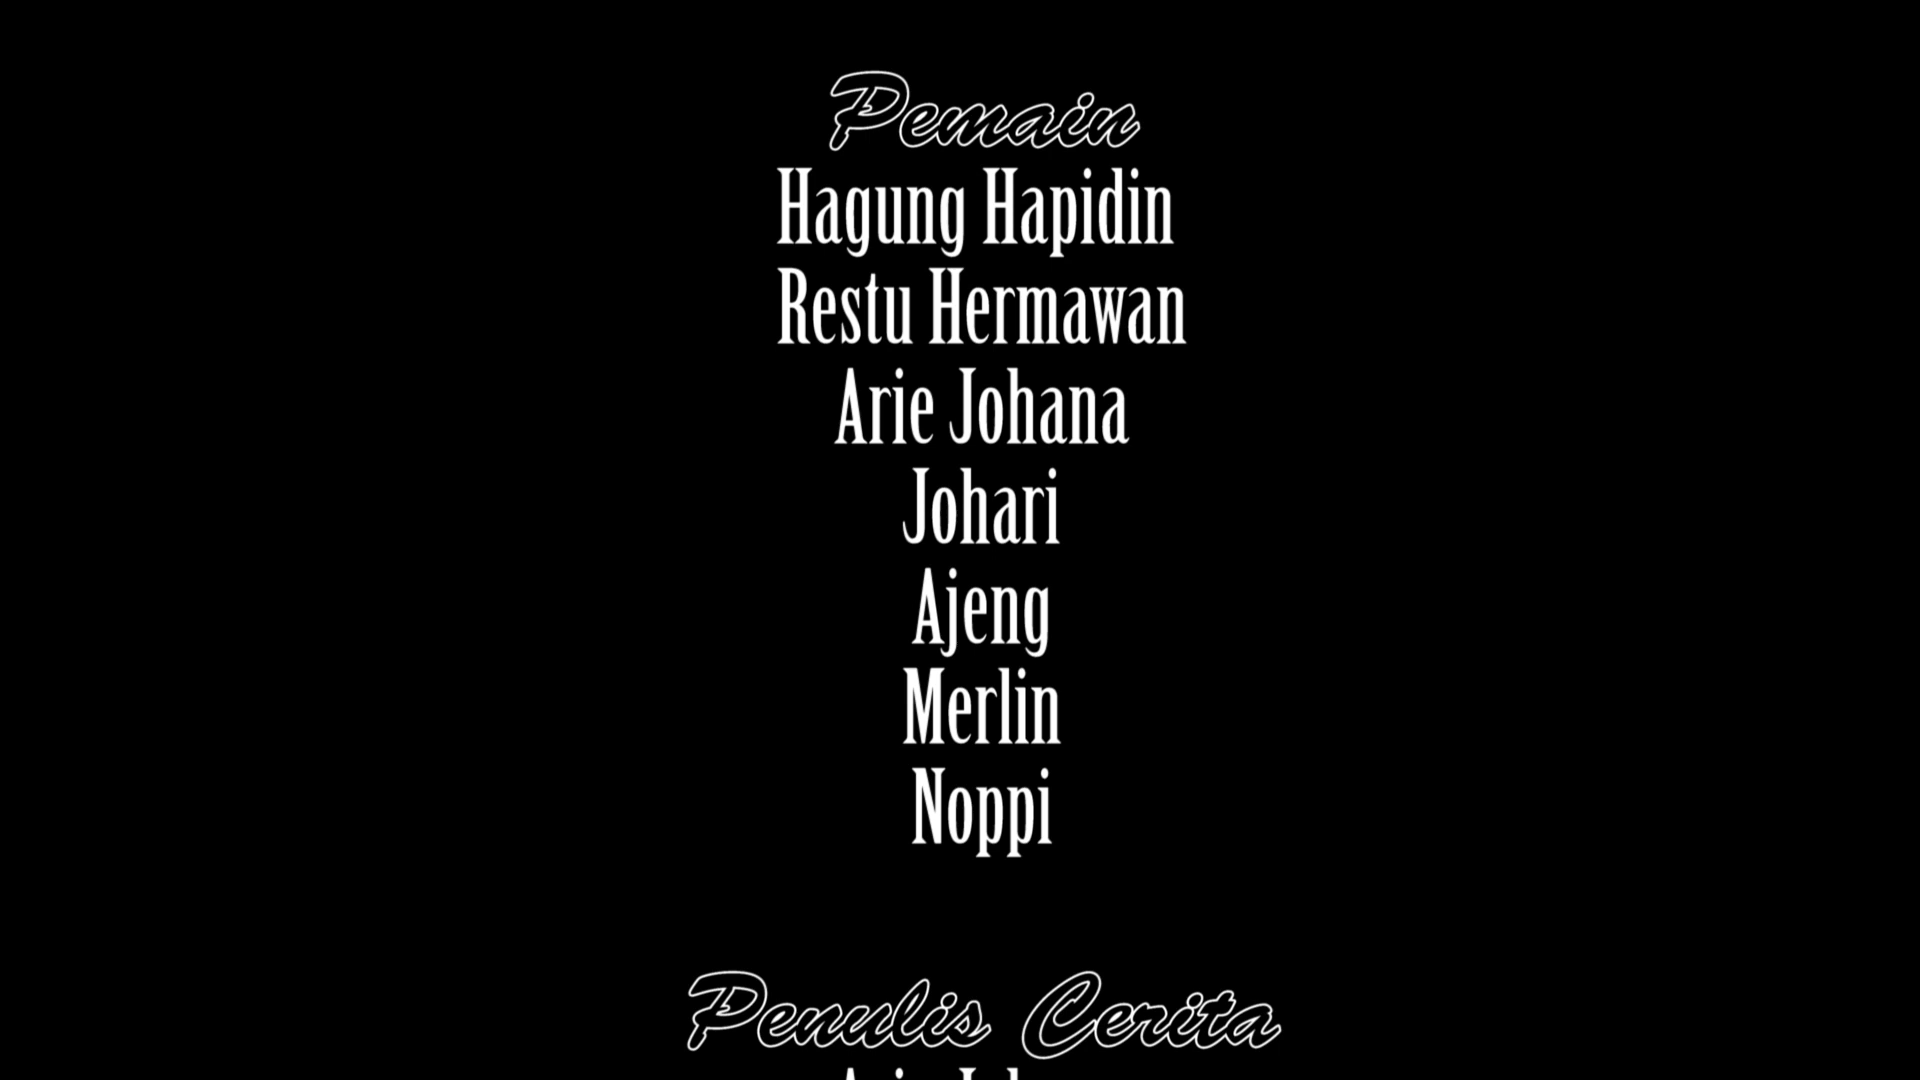 Pemain
Hagung Hapidin
Restu Hermawan
Arie Johana
Johari
Ajeng
Merlin
Noppi
Penulis Cerita